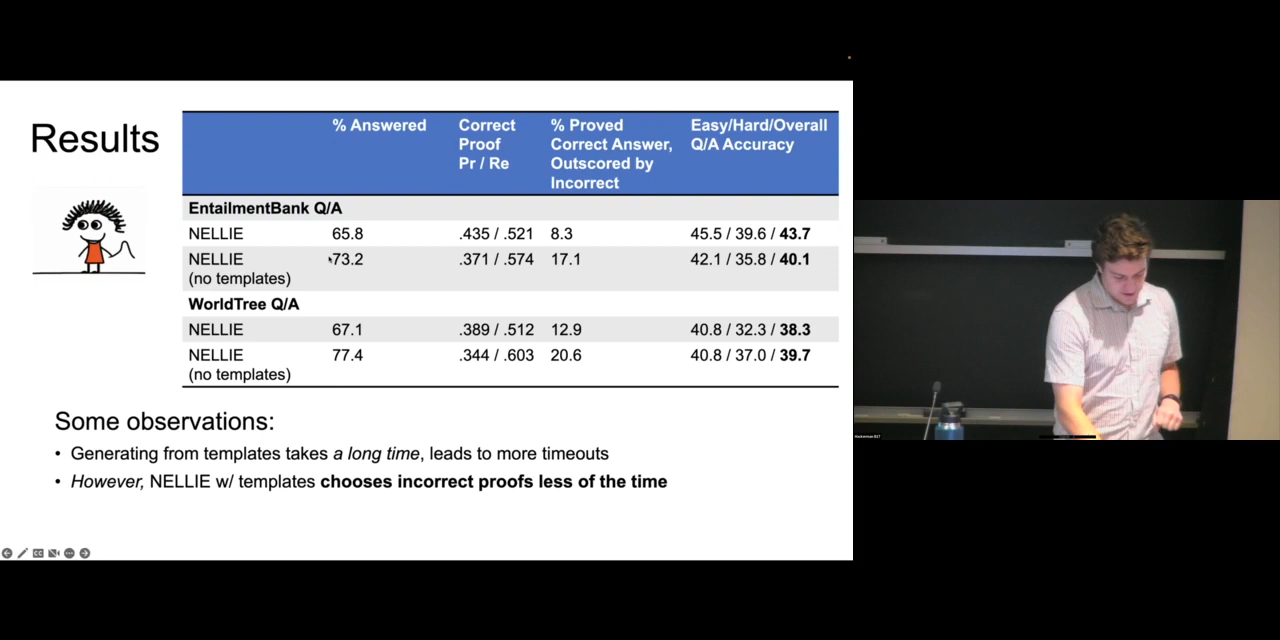 Results
% Answered
Correct Proof Pr / Re
% Proved Correct Answer, Outscored by Incorrect
Easy/Hard/Overall Q/A Accuracy
EntailmentBank Q/A
NELLIE 65.8 .435 / .521 8.3 45.5 / 39.6 / 43.7
NELLIE (no templates) 73.2 .371 / .574 17.1 42.1 / 35.8 / 40.1
WorldTree Q/A
NELLIE 67.1 .389 / .512 12.9 40.8 / 32.3 / 38.3
NELLIE (no templates) 77.4 .344 / .603 20.6 40.8 / 37.0 / 39.7
Some observations:
• Generating from templates takes a long time, leads to more timeouts
• However, NELLIE w/ templates chooses incorrect proofs less of the time